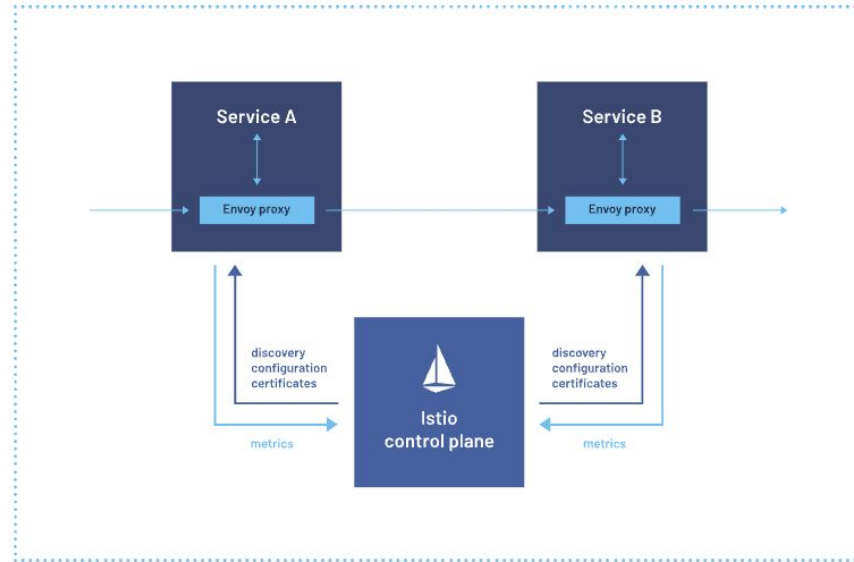 Service A
Service B
Envoy proxy
Envoy proxy
discovery
configuration
certificates
metrics
Istio
control plane
discovery
configuration
certificates
metrics